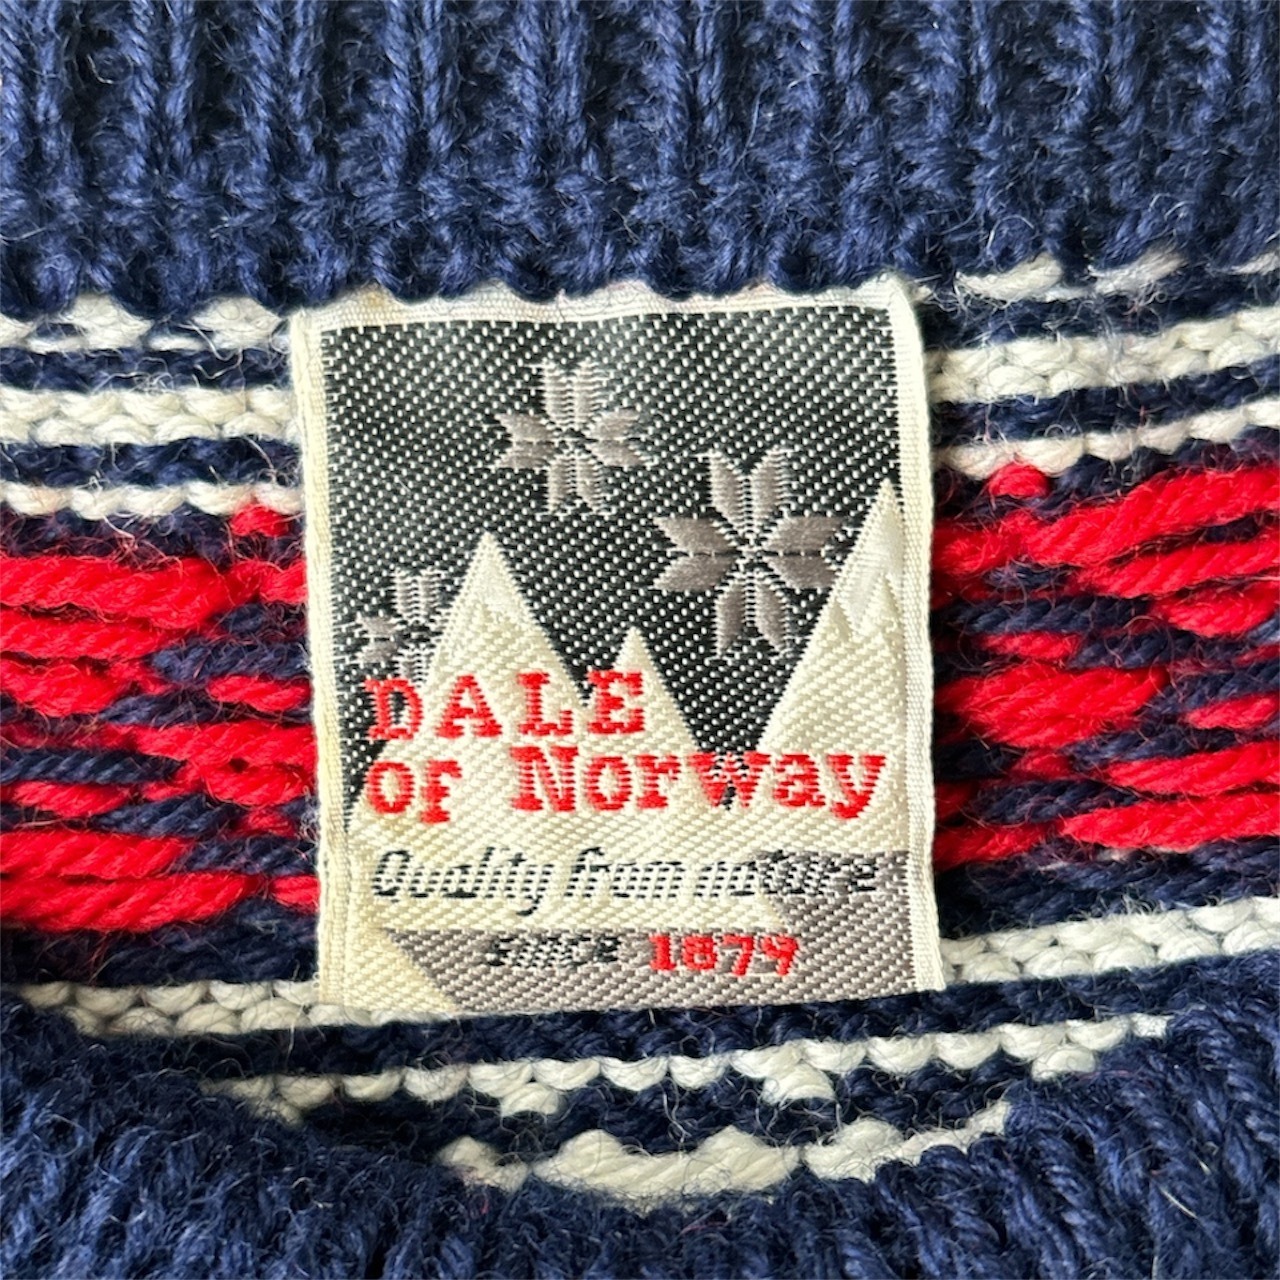 DALE
OF Norway
Quality from nature
since 1879